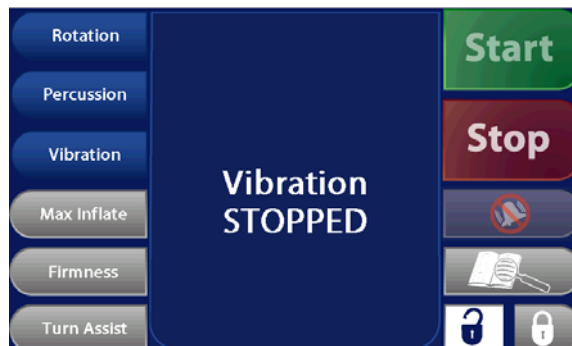 Rotation
Percussion
Vibration
Max Inflate
Firmness
Turn Assist
Vibration
STOPPED
Start
Stop